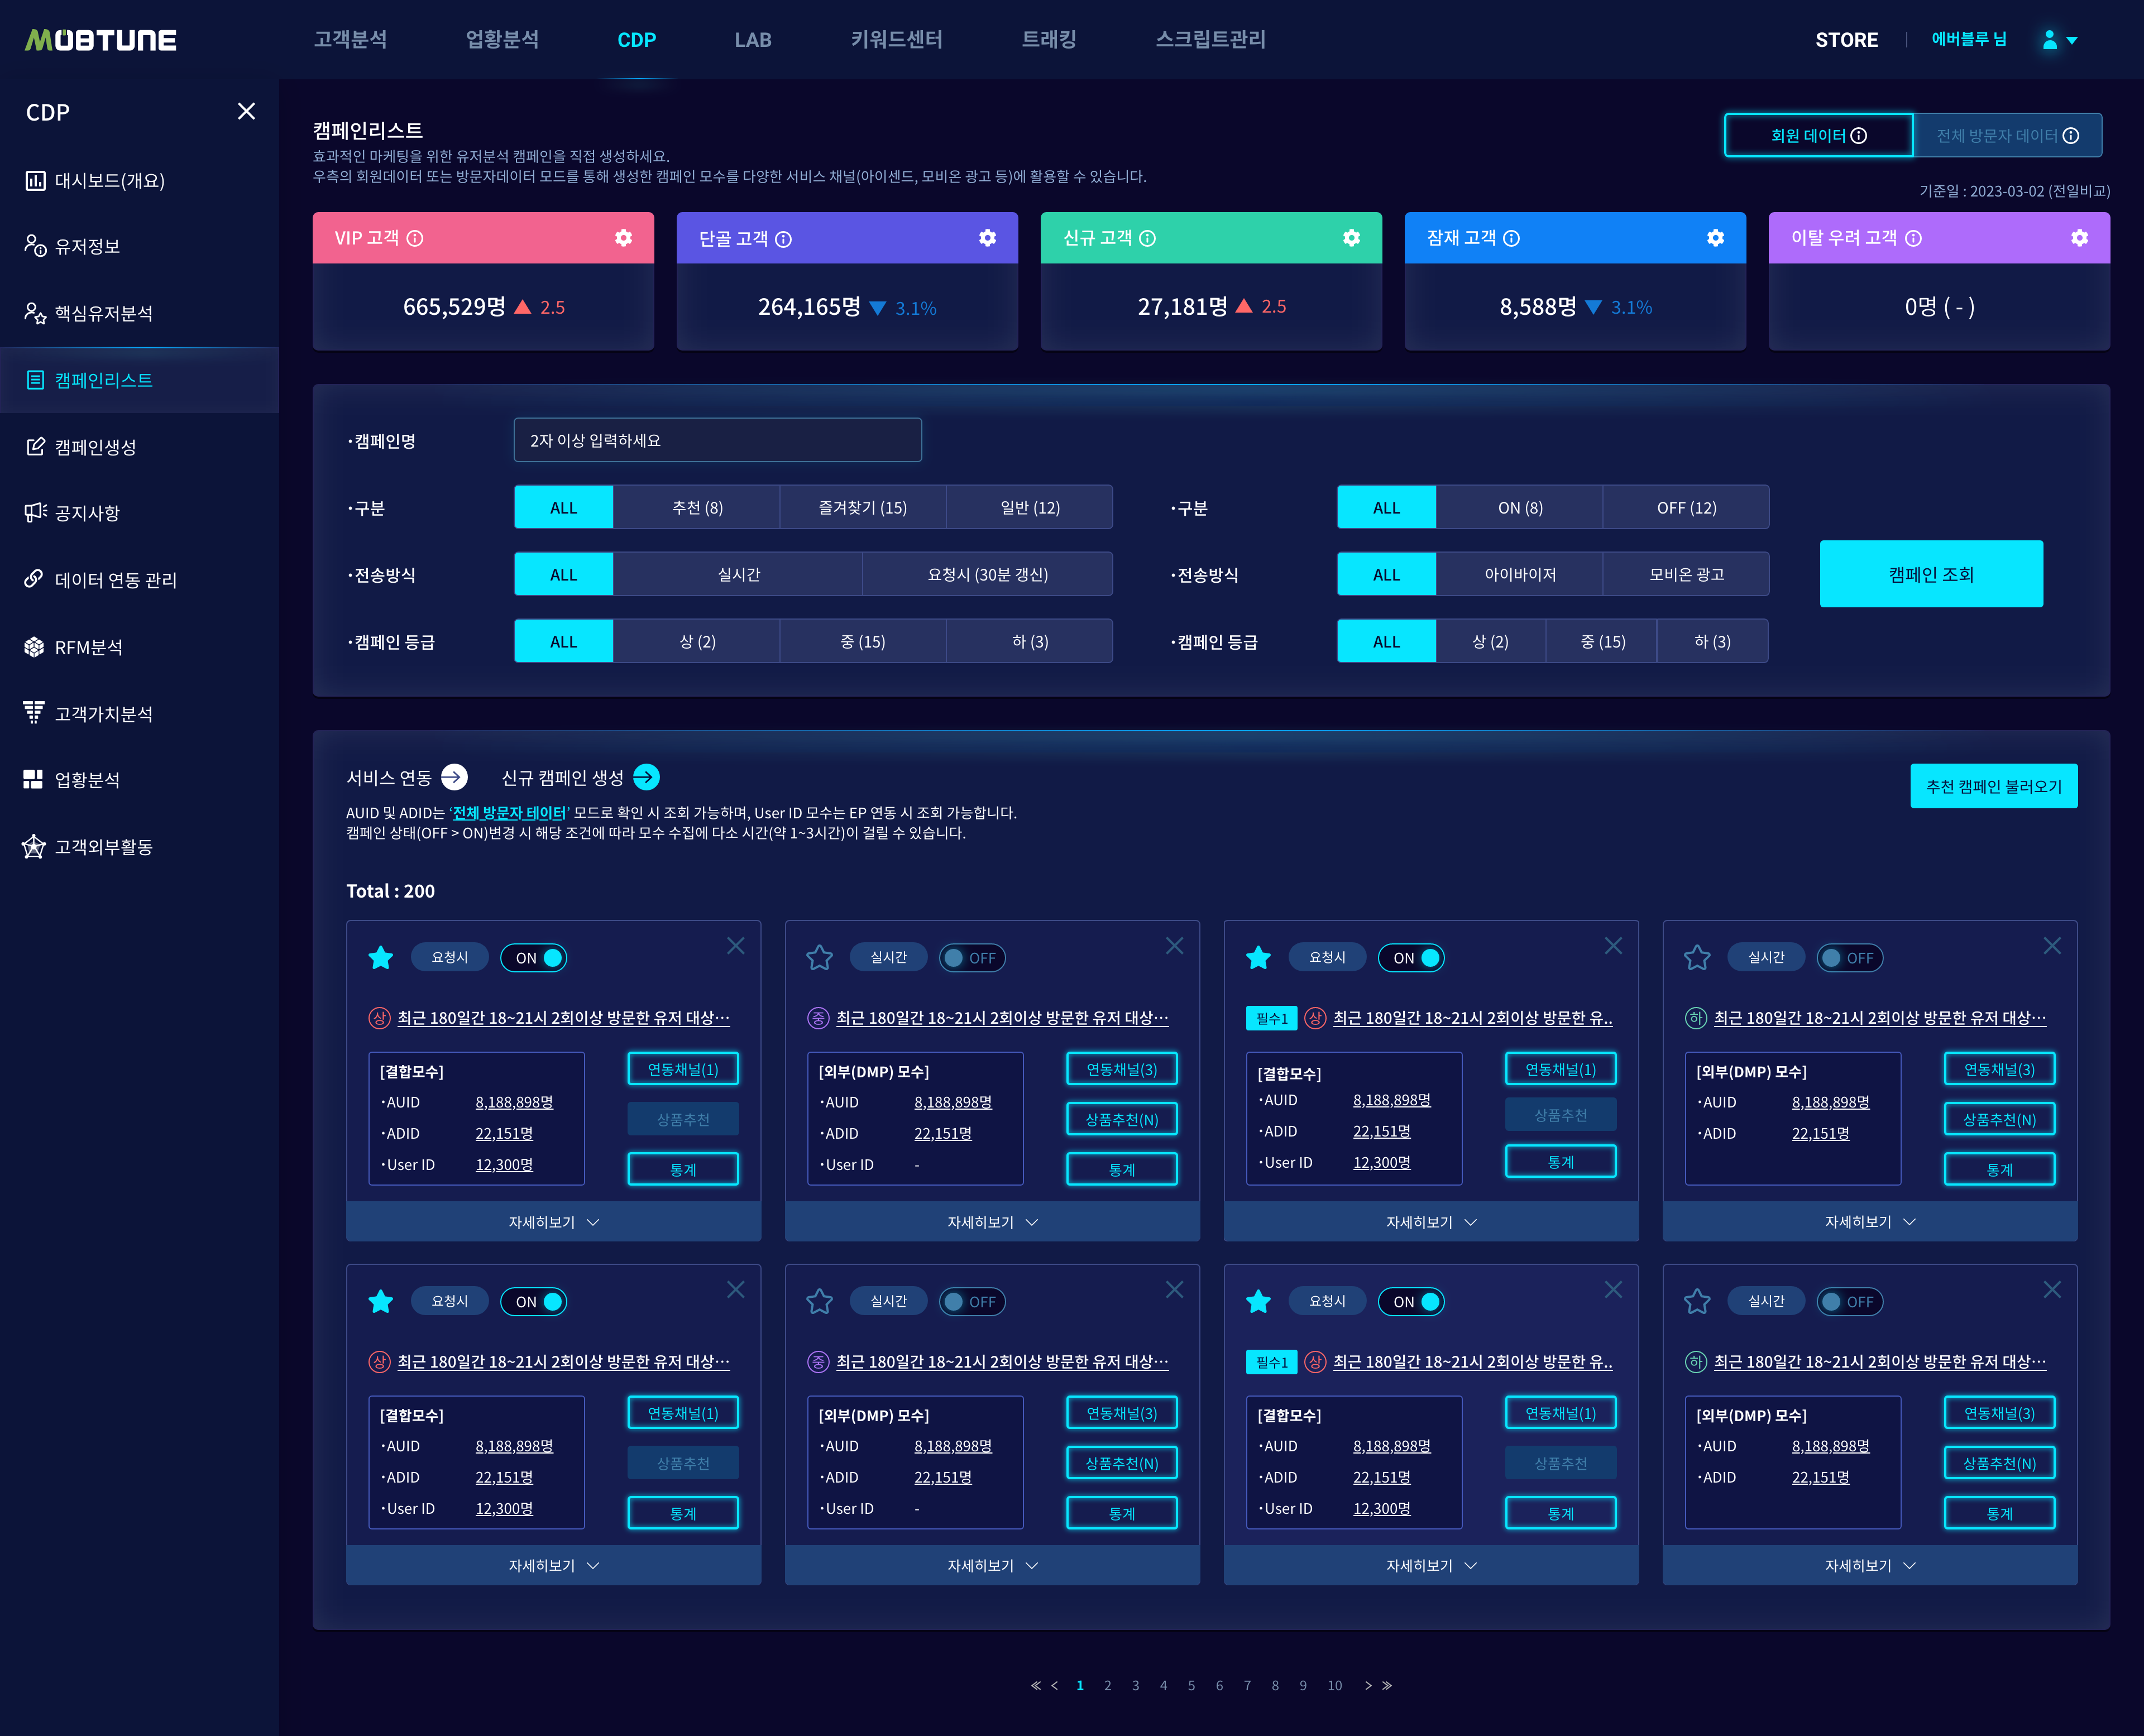 MOBTUNE
고객분석 업황분석 CDP LAB 키워드센터 트래킹 스크립트관리
STORE 에버블루 님
CDP
대시보드(개요)
유저정보
핵심유저분석
캠페인리스트
캠페인생성
공지사항
데이터 연동 관리
RFM분석
고객가치분석
업황분석
고객외부활동
캠페인리스트
효과적인 마케팅을 위한 유저분석 캠페인을 직접 생성하세요.
우측의 회원데이터 또는 방문자데이터 모드를 통해 생성한 캠페인 모수를 다양한 서비스 채널(아이센드, 모비온 광고 등)에 활용할 수 있습니다.
회원 데이터 전체 방문자 데이터
기준일 : 2023-03-02 (전일비교)
VIP 고객
665,529명 ▲ 2.5
단골 고객
264,165명 ▼ 3.1%
신규 고객
27,181명 ▲ 2.5
잠재 고객
8,588명 ▼ 3.1%
이탈 우려 고객
0명 ( - )
·캠페인명 2자 이상 입력하세요
·구분 ALL 추천 (8) 즐겨찾기 (15) 일반 (12)
·구분 ALL ON (8) OFF (12)
·전송방식 ALL 실시간 요청시 (30분 갱신)
·전송방식 ALL 아이바이저 모비온 광고
·캠페인 등급 ALL 상 (2) 중 (15) 하 (3)
·캠페인 등급 ALL 상 (2) 중 (15) 하 (3)
캠페인 조회
서비스 연동 신규 캠페인 생성
추천 캠페인 불러오기
AUID 및 ADID는 ‘전체 방문자 테이터’ 모드로 확인 시 조회 가능하며, User ID 모수는 EP 연동 시 조회 가능합니다.
캠페인 상태(OFF > ON)변경 시 해당 조건에 따라 모수 수집에 다소 시간(약 1~3시간)이 걸릴 수 있습니다.
Total : 200
요청시 ON
상 최근 180일간 18~21시 2회이상 방문한 유저 대상…
[결합모수]
·AUID 8,188,898명
·ADID 22,151명
·User ID 12,300명
연동채널(1)
상품추천
통계
자세히보기
실시간 OFF
중 최근 180일간 18~21시 2회이상 방문한 유저 대상…
[외부(DMP) 모수]
·AUID 8,188,898명
·ADID 22,151명
·User ID -
연동채널(3)
상품추천(N)
통계
자세히보기
요청시 ON
필수1 상 최근 180일간 18~21시 2회이상 방문한 유..
[결합모수]
·AUID 8,188,898명
·ADID 22,151명
·User ID 12,300명
연동채널(1)
상품추천
통계
자세히보기
실시간 OFF
하 최근 180일간 18~21시 2회이상 방문한 유저 대상…
[외부(DMP) 모수]
·AUID 8,188,898명
·ADID 22,151명
연동채널(3)
상품추천(N)
통계
자세히보기
요청시 ON
상 최근 180일간 18~21시 2회이상 방문한 유저 대상…
[결합모수]
·AUID 8,188,898명
·ADID 22,151명
·User ID 12,300명
연동채널(1)
상품추천
통계
자세히보기
실시간 OFF
중 최근 180일간 18~21시 2회이상 방문한 유저 대상…
[외부(DMP) 모수]
·AUID 8,188,898명
·ADID 22,151명
·User ID -
연동채널(3)
상품추천(N)
통계
자세히보기
요청시 ON
필수1 상 최근 180일간 18~21시 2회이상 방문한 유..
[결합모수]
·AUID 8,188,898명
·ADID 22,151명
·User ID 12,300명
연동채널(1)
상품추천
통계
자세히보기
실시간 OFF
하 최근 180일간 18~21시 2회이상 방문한 유저 대상…
[외부(DMP) 모수]
·AUID 8,188,898명
·ADID 22,151명
연동채널(3)
상품추천(N)
통계
자세히보기
≪ < 1 2 3 4 5 6 7 8 9 10 > ≫